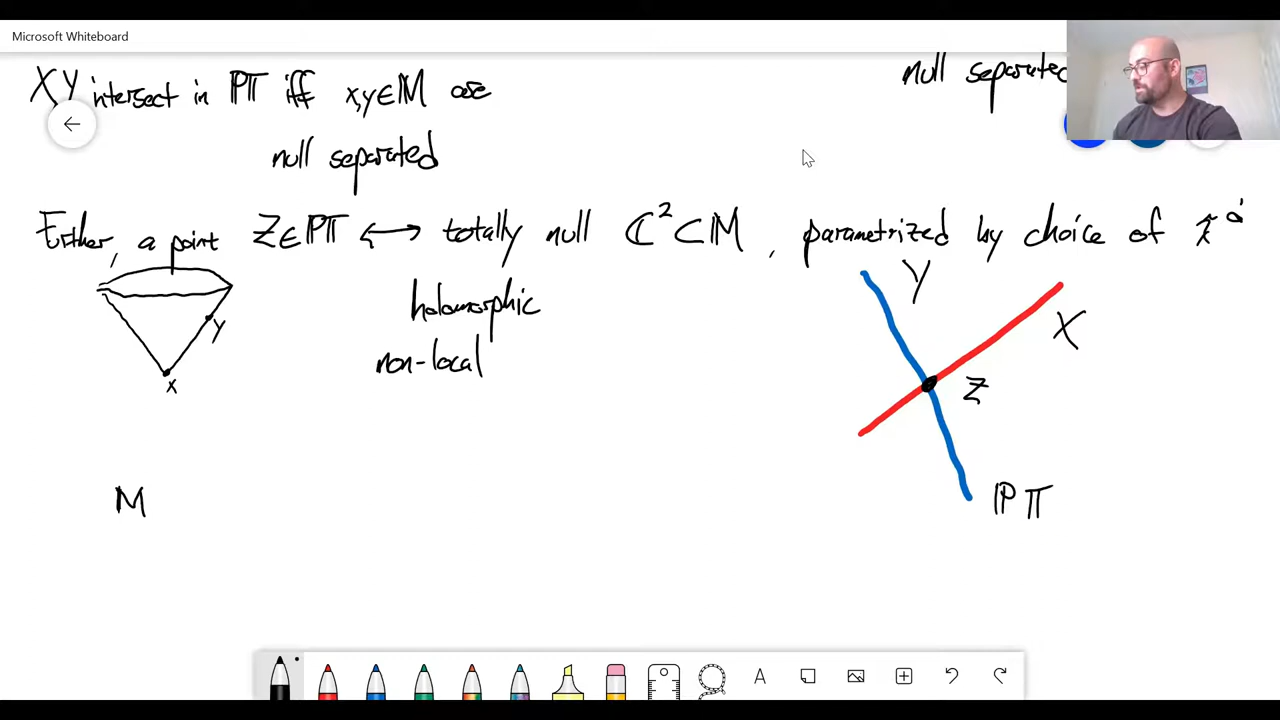 Microsoft Whiteboard
X, Y intersect in ℙ𝕋 iff x,y∈𝕄 are
null separated
null separated
Further, a point Z∈ℙ𝕋 ↔ totally null ℂ²⊂𝕄, parametrized by choice of
holomorphic
non-local
y
x
M
Y
X
Z
ℙ𝕋
A